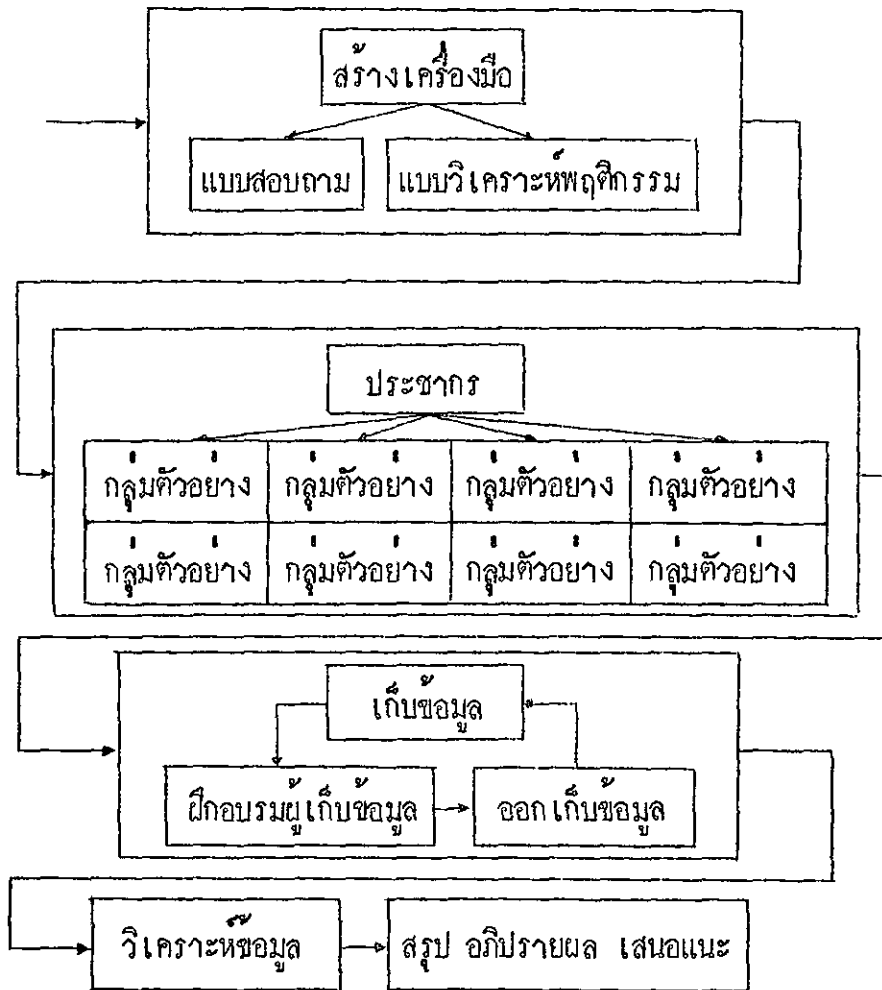 สร้างเครื่องมือ
แบบสอบถาม แบบวิเคราะห์พฤติกรรม
ประชากร
กลุ่มตัวอย่าง กลุ่มตัวอย่าง กลุ่มตัวอย่าง กลุ่มตัวอย่าง
กลุ่มตัวอย่าง กลุ่มตัวอย่าง กลุ่มตัวอย่าง กลุ่มตัวอย่าง
เก็บข้อมูล
ฝึกอบรมผู้เก็บข้อมูล ออกเก็บข้อมูล
วิเคราะห์ข้อมูล สรุป อภิปรายผล เสนอแนะ